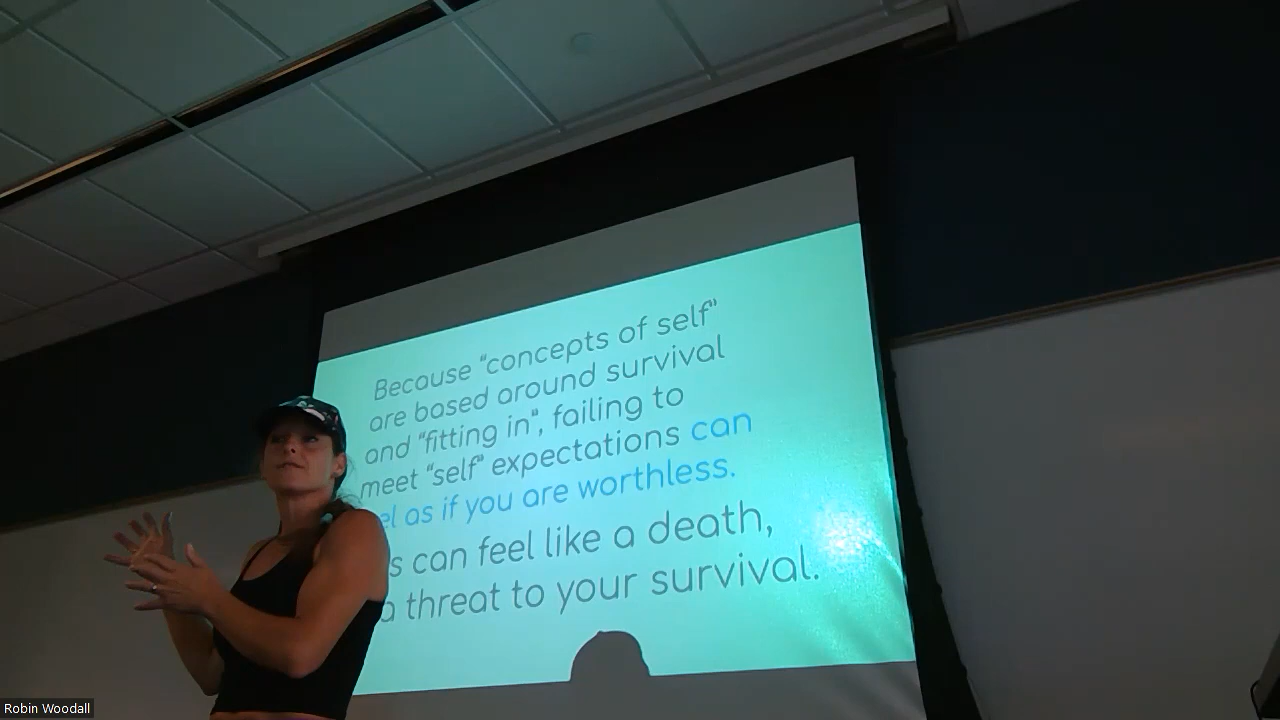 Because “concepts of self”
are based around survival
and “fitting in”, failing to
meet “self” expectations can
as if you are worthless.
can feel like a death,
a threat to your survival.
Robin Woodall